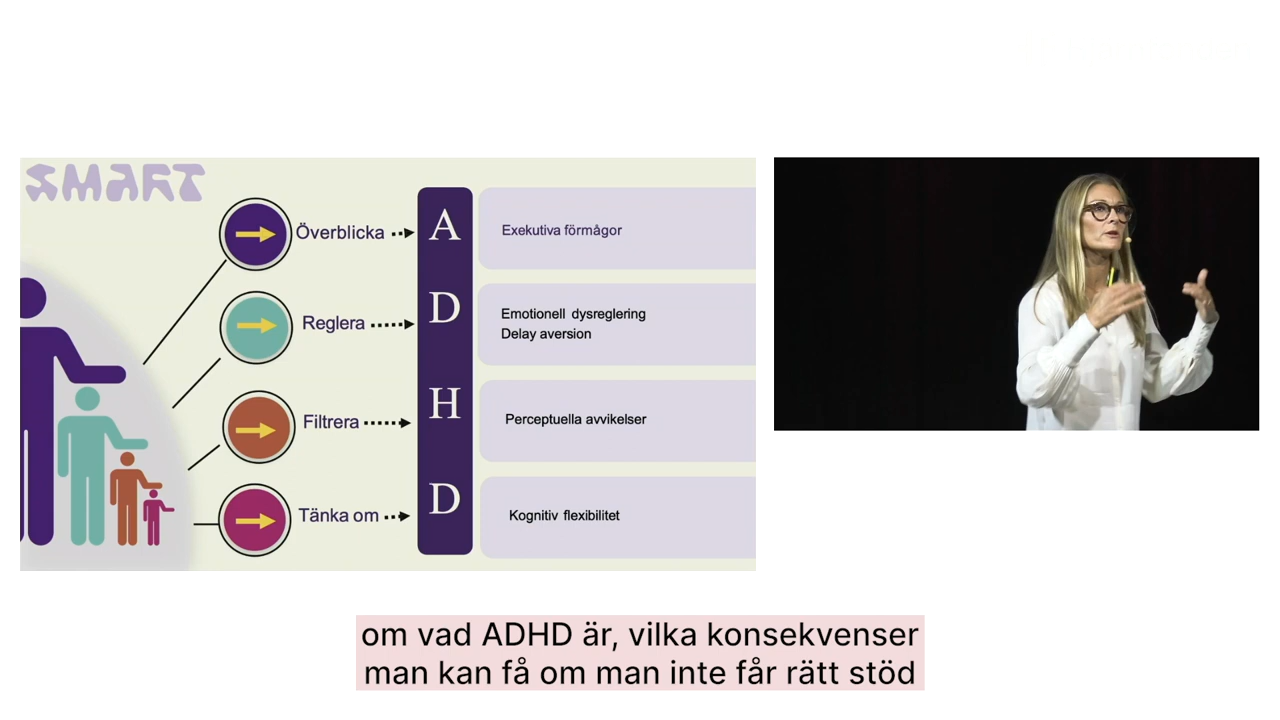 SMART
Överblicka
A
Exekutiva förmågor
Reglera
D
Emotionell dysreglering
Delay aversion
Filtrera
H
Perceptuella avvikelser
Tänka om
D
Kognitiv flexibilitet
om vad ADHD är, vilka konsekvenser
man kan få om man inte får rätt stöd